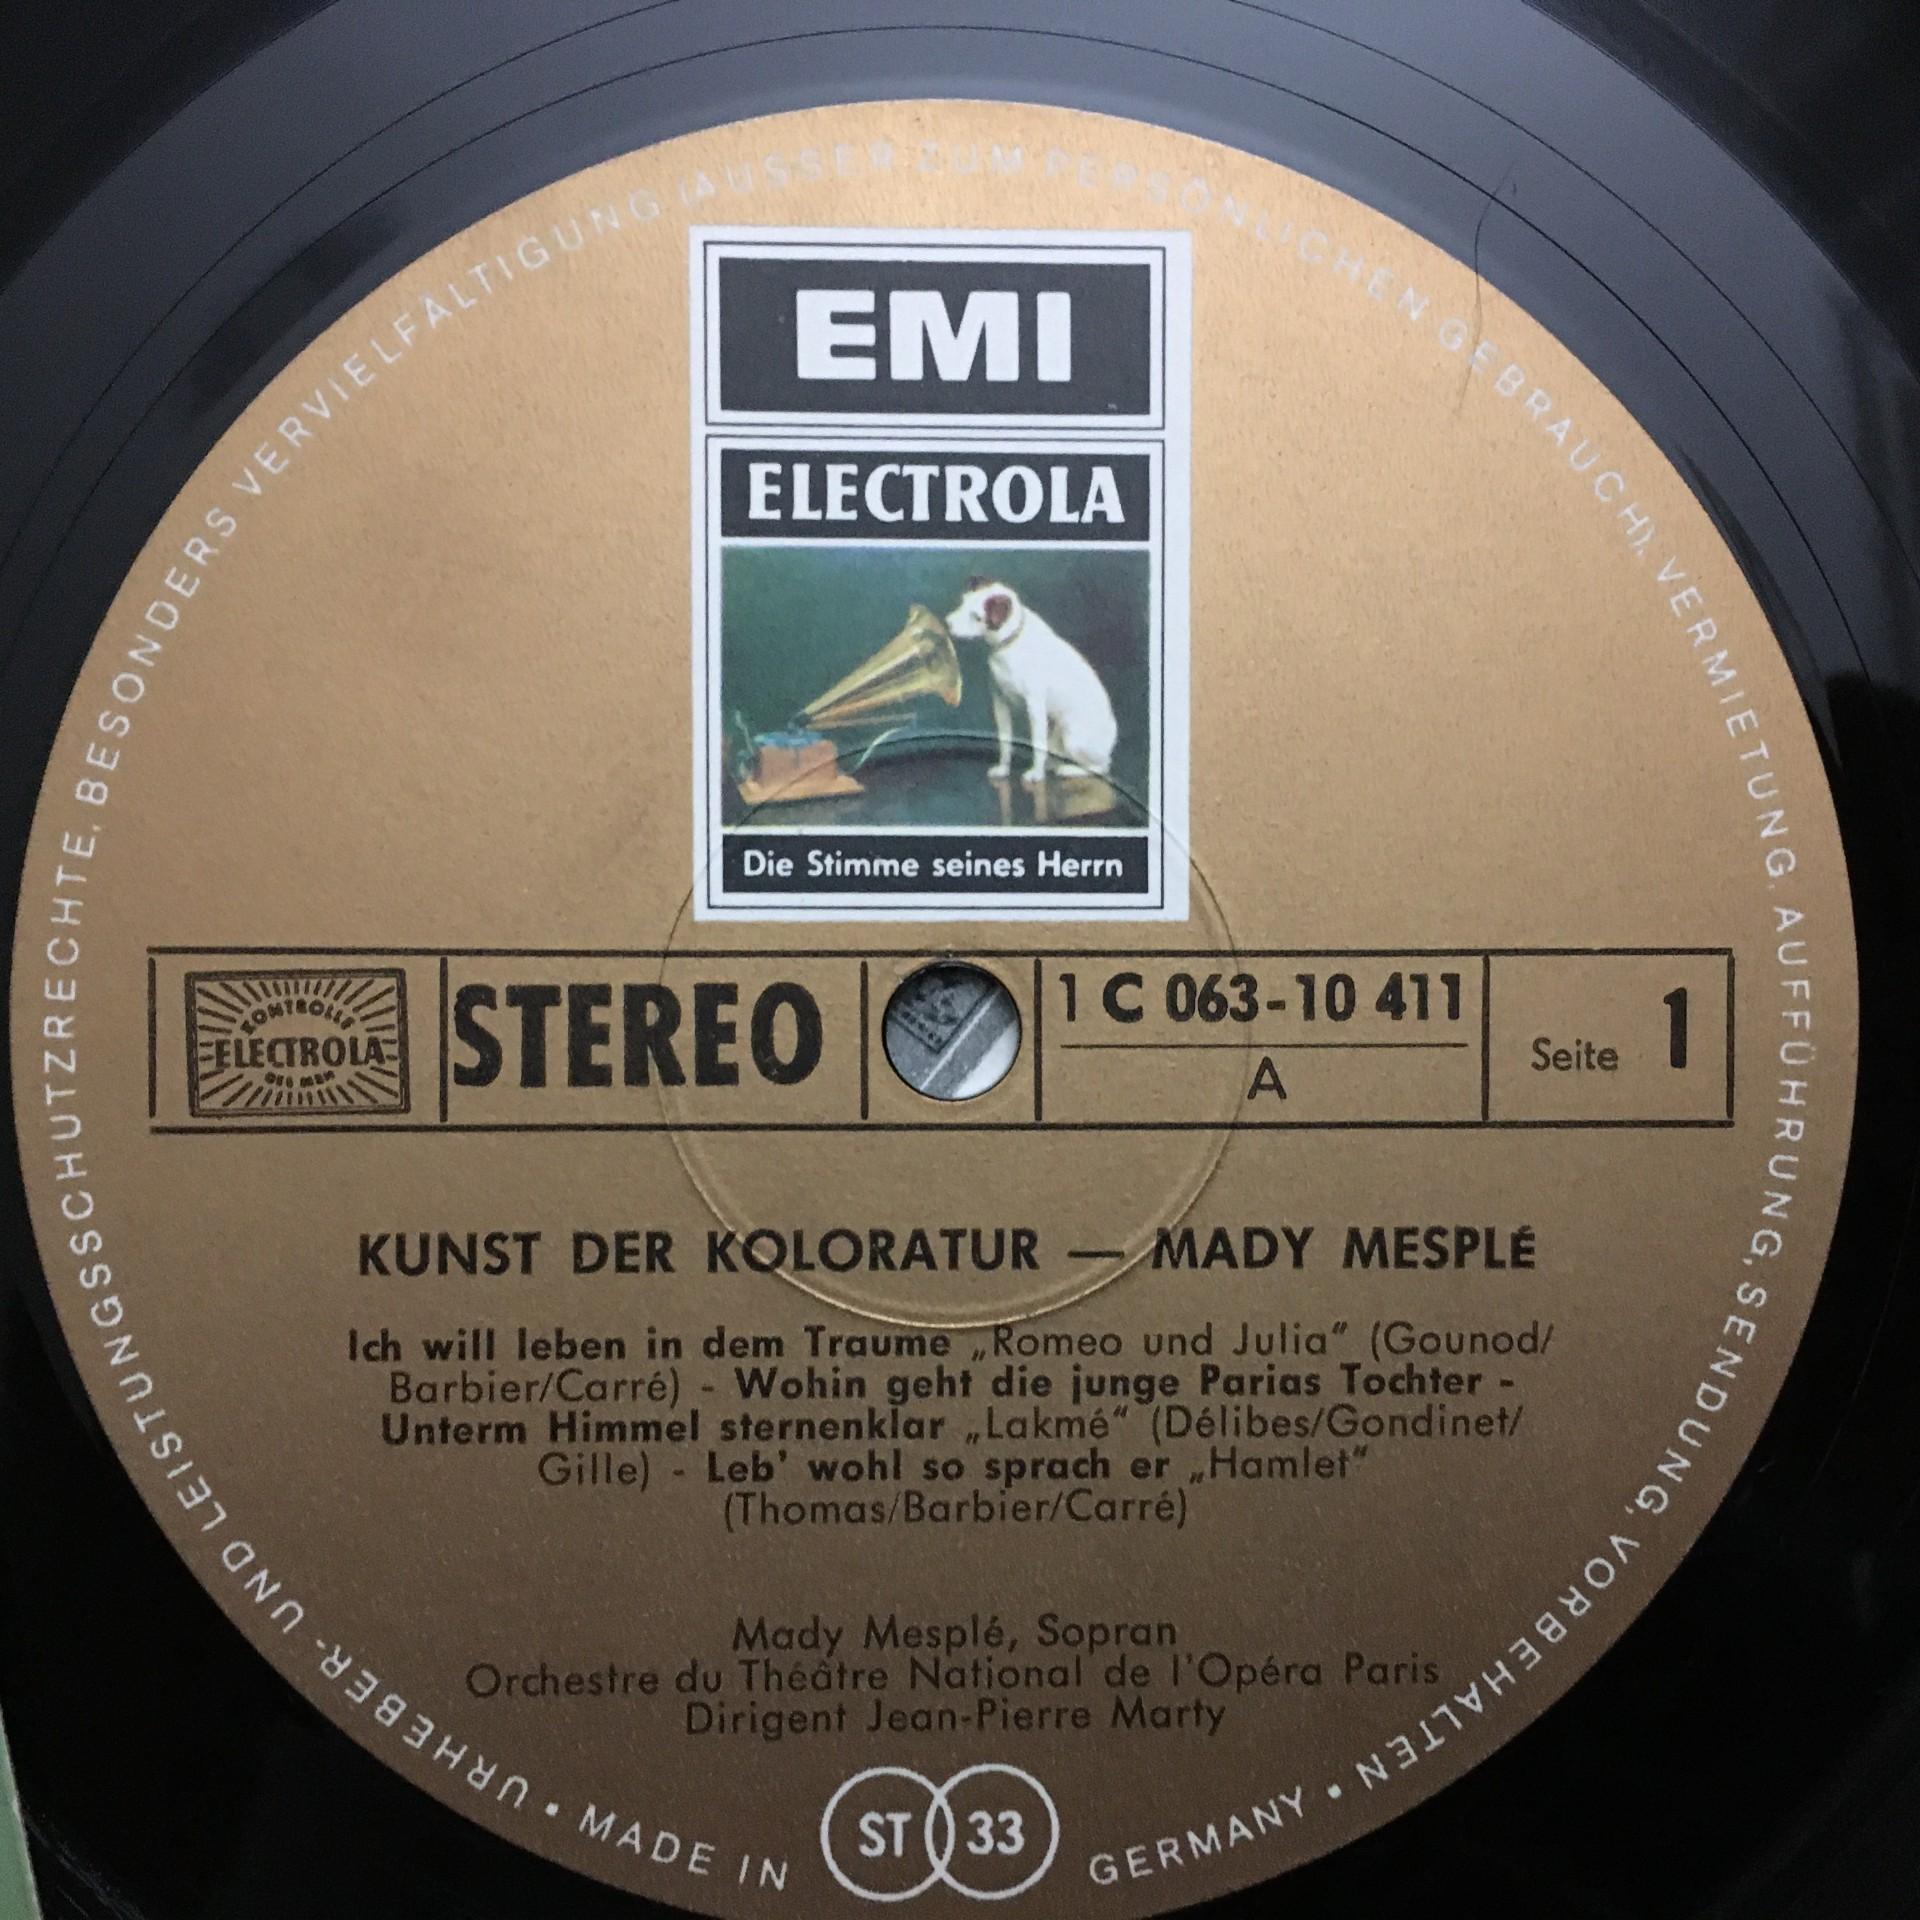 EMI
ELECTROLA
Die Stimme seines Herrn
KONTROLLE
ELECTROLA
STEREO
1 C 063-10 411
A
Seite 1
KUNST DER KOLORATUR — MADY MESPLÉ
Ich will leben in dem Traume „Romeo und Julia“ (Gounod/
Barbier/Carré) - Wohin geht die junge Parias Tochter -
Unterm Himmel sternenklar „Lakmé“ (Délibes/Gondinet/
Gille) - Leb’ wohl so sprach er „Hamlet“
(Thomas/Barbier/Carré)
Mady Mesplé, Sopran
Orchestre du Théâtre National de l’Opéra Paris
Dirigent Jean-Pierre Marty
ST 33
URHEBER- UND LEISTUNGSSCHUTZRECHTE, BESONDERS VERVIELFÄLTIGUNG (AUSSER ZUM PERSÖNLICHEN GEBRAUCH), VERMIETUNG, AUFFÜHRUNG, SENDUNG, VORBEHALTEN • MADE IN GERMANY •